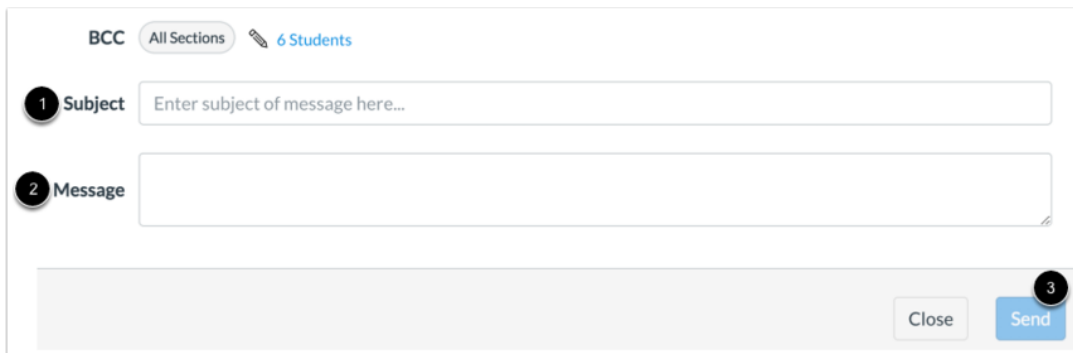 BCC All Sections 6 Students
1 Subject Enter subject of message here...
2 Message
3
Close Send